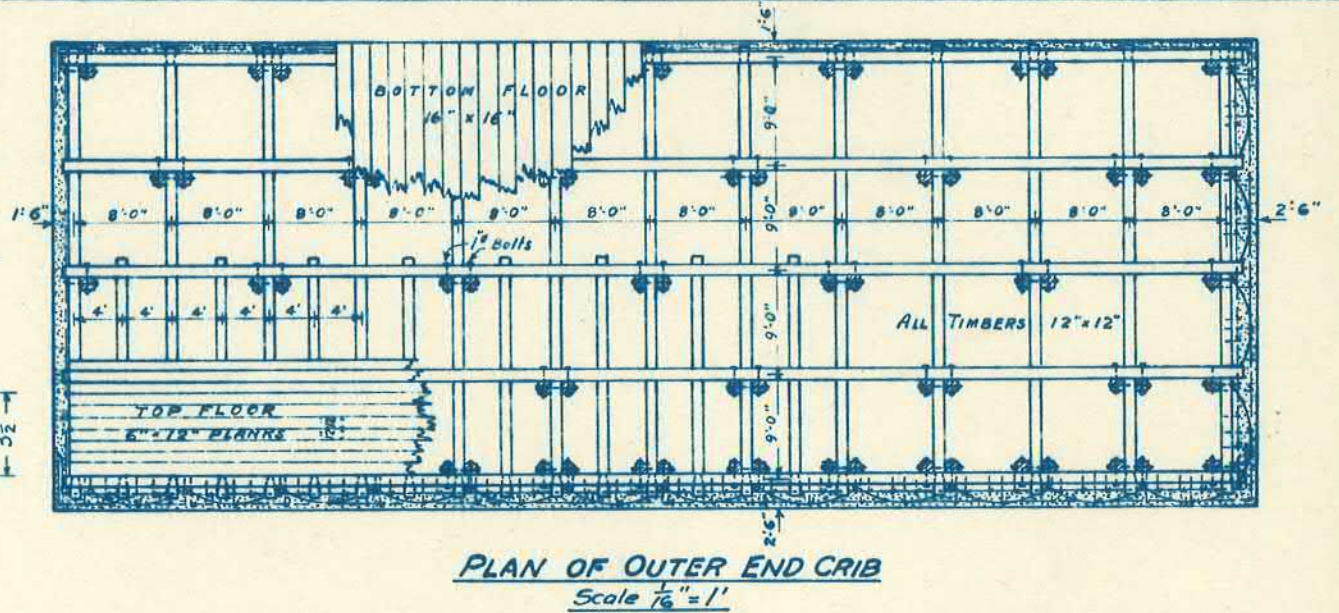 1'-6"
BOTTOM FLOOR
16" x 16"
9'-0"
1'-6" 8'-0" 8'-0" 8'-0" 8'-0" 8'-0" 8'-0" 8'-0" 8'-0" 8'-0" 8'-0" 8'-0" 8'-0" 2'-6"
9'-0"
1"ø Bolts
4' 4' 4' 4' 4' 4'
9'-0"
ALL TIMBERS 12"x12"
TOP FLOOR
6" x 12" PLANKS
9'-0"
2'-6"
PLAN OF OUTER END CRIB
Scale 1/16" = 1'